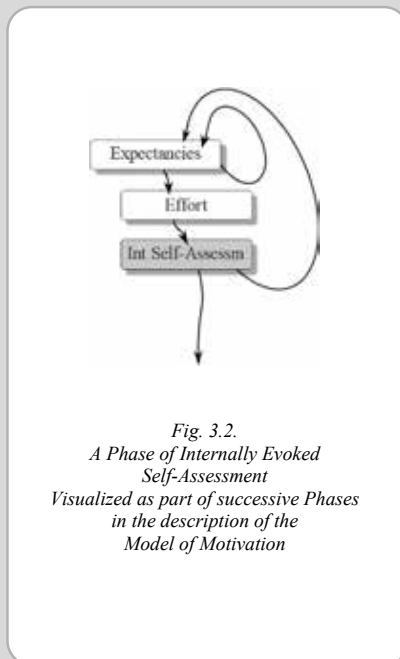 Expectancies
Effort
Int Self-Assessm
Fig. 3.2.
A Phase of Internally Evoked
Self-Assessment
Visualized as part of successive Phases
in the description of the
Model of Motivation